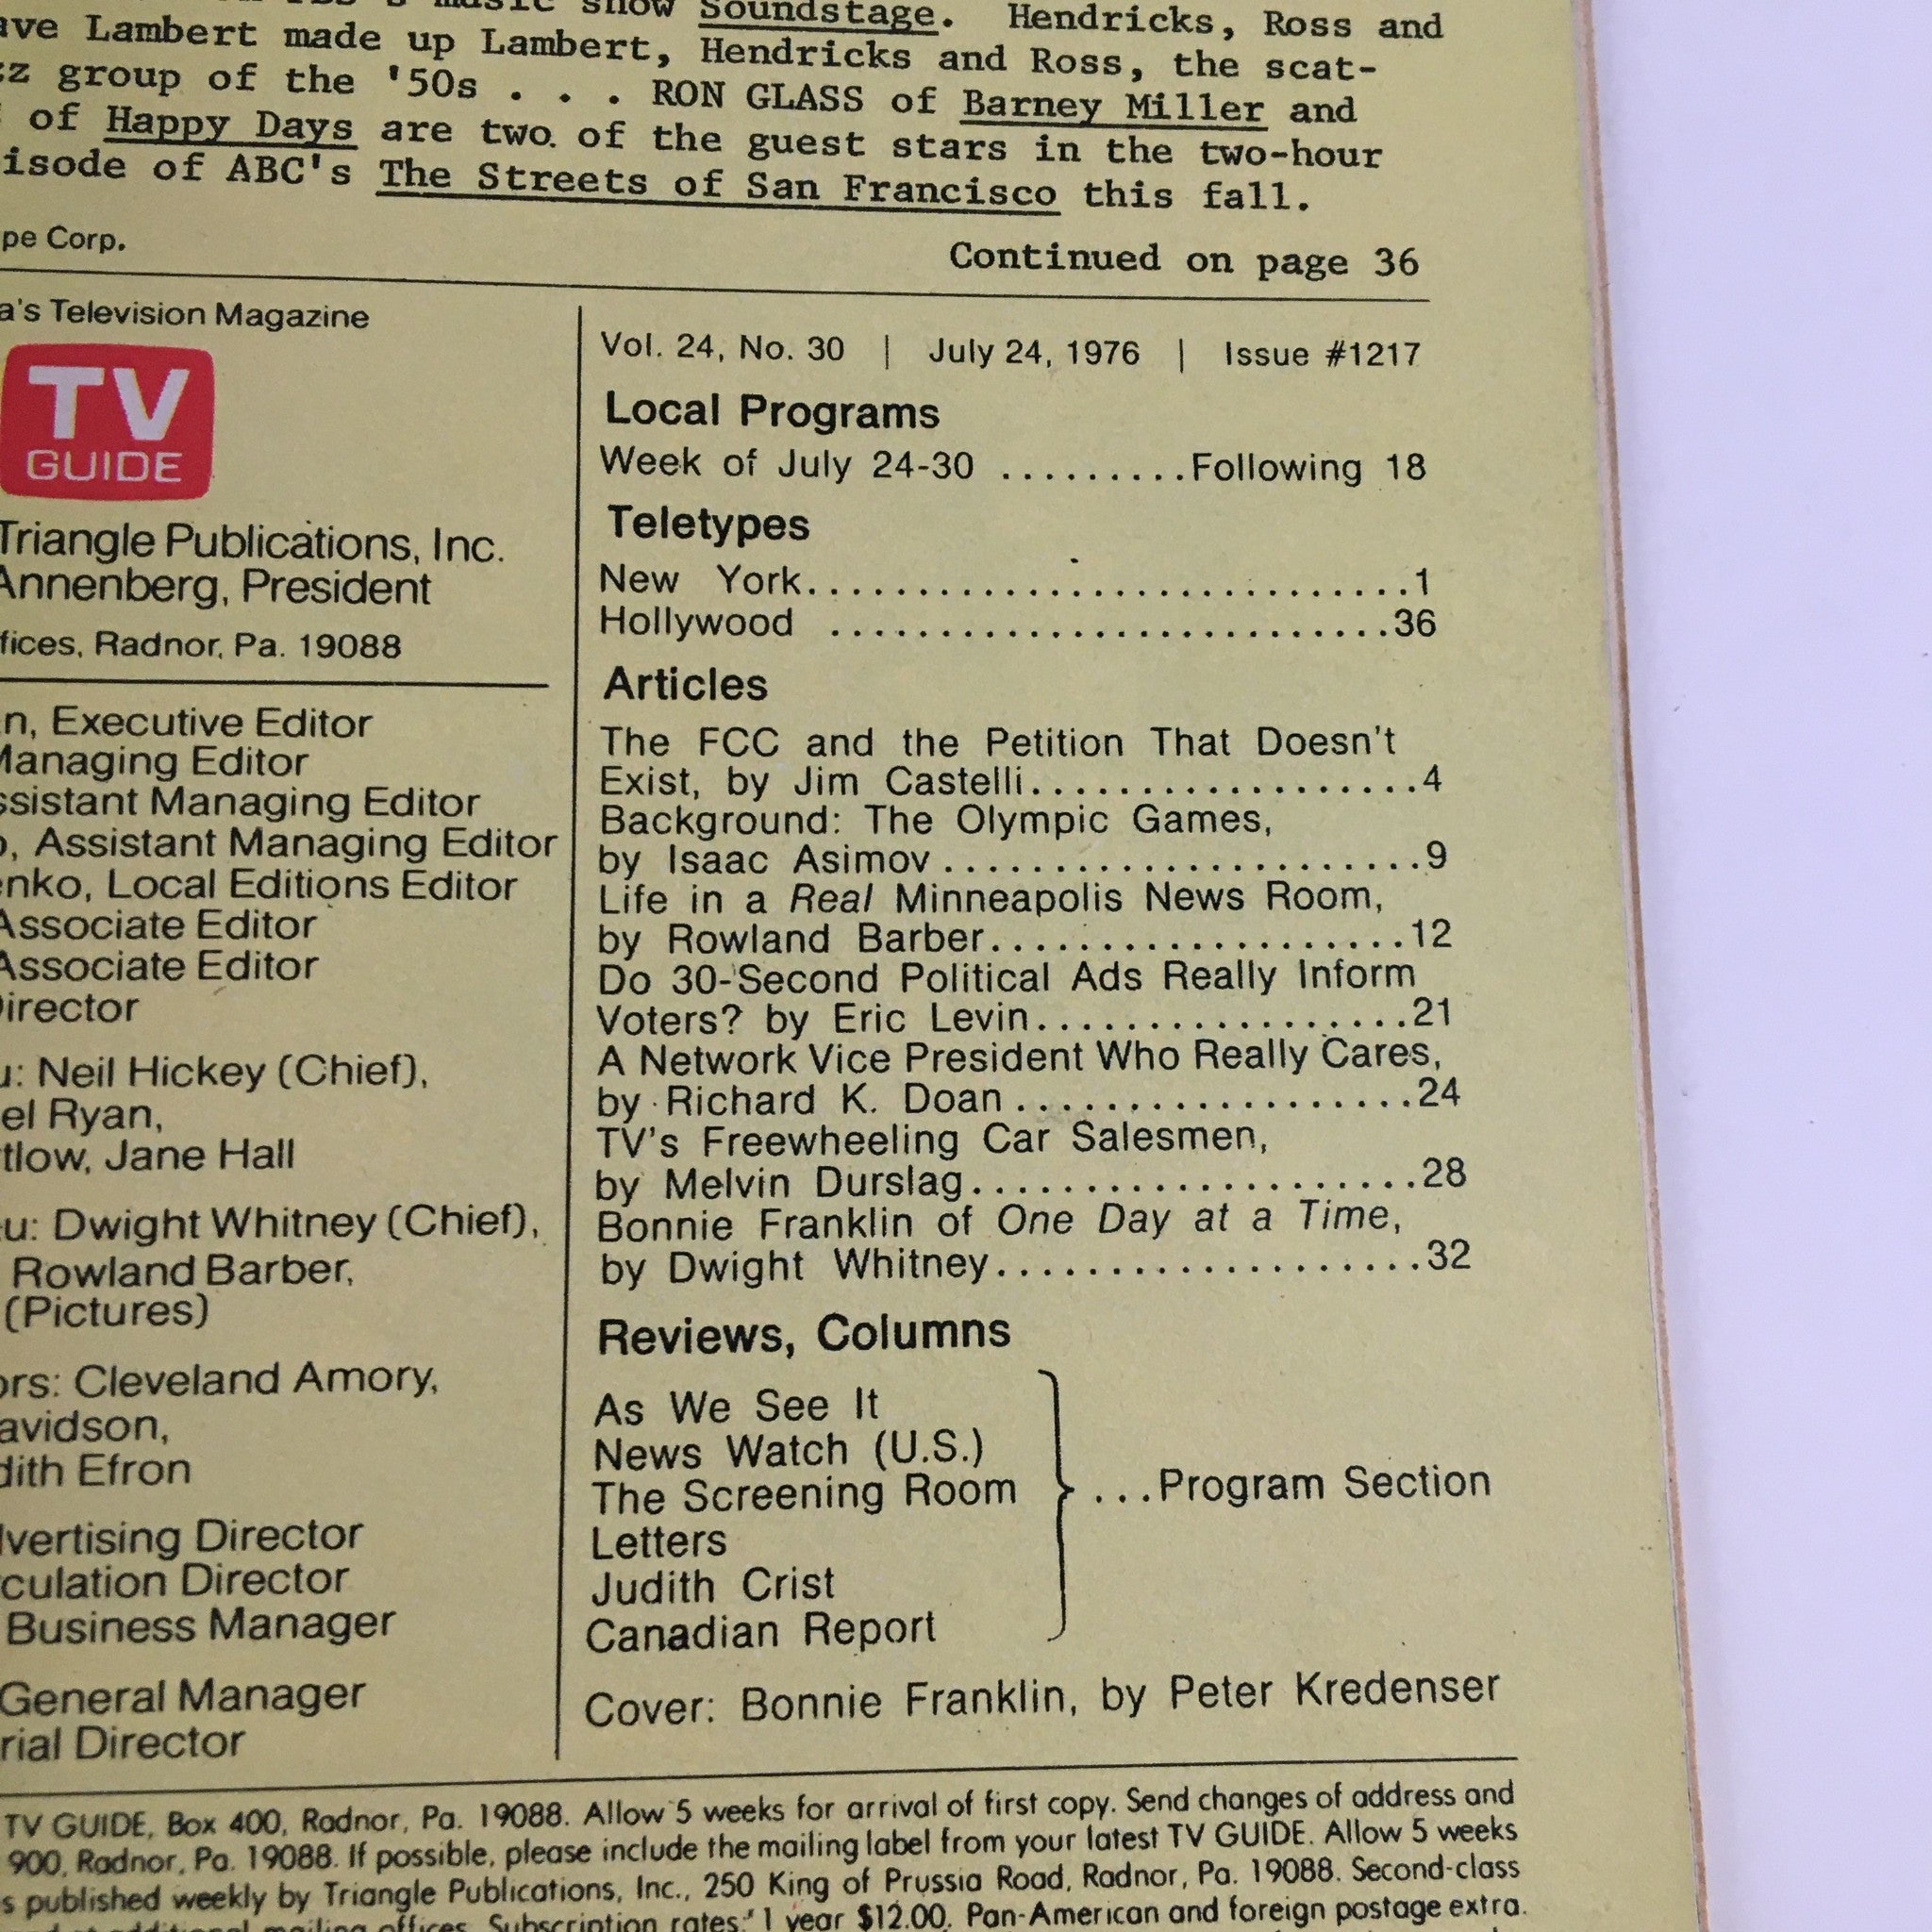 music show Soundstage. Hendricks, Ross and
ave Lambert made up Lambert, Hendricks and Ross, the scat-
zz group of the '50s . . . RON GLASS of Barney Miller and
of Happy Days are two of the guest stars in the two-hour
isode of ABC's The Streets of San Francisco this fall.
pe Corp.
Continued on page 36
a's Television Magazine
TV
GUIDE
Triangle Publications, Inc.
Annenberg, President
fices, Radnor, Pa. 19088
n, Executive Editor
Managing Editor
ssistant Managing Editor
o, Assistant Managing Editor
enko, Local Editions Editor
Associate Editor
Associate Editor
Director
u: Neil Hickey (Chief),
el Ryan,
tlow, Jane Hall
u: Dwight Whitney (Chief),
Rowland Barber,
(Pictures)
ors: Cleveland Amory,
avidson,
dith Efron
dvertising Director
culation Director
Business Manager
General Manager
rial Director
Vol. 24, No. 30 | July 24, 1976 | Issue #1217
Local Programs
Week of July 24-30 .........Following 18
Teletypes
New York.............................1
Hollywood ...........................36
Articles
The FCC and the Petition That Doesn't
Exist, by Jim Castelli..................4
Background: The Olympic Games,
by Isaac Asimov.......................9
Life in a Real Minneapolis News Room,
by Rowland Barber...................12
Do 30-Second Political Ads Really Inform
Voters? by Eric Levin.................21
A Network Vice President Who Really Cares,
by Richard K. Doan...................24
TV's Freewheeling Car Salesmen,
by Melvin Durslag.....................28
Bonnie Franklin of One Day at a Time,
by Dwight Whitney....................32
Reviews, Columns
As We See It
News Watch (U.S.)
The Screening Room ...Program Section
Letters
Judith Crist
Canadian Report
Cover: Bonnie Franklin, by Peter Kredenser
TV GUIDE, Box 400, Radnor, Pa. 19088. Allow 5 weeks for arrival of first copy. Send changes of address and
900, Radnor, Pa. 19088. If possible, please include the mailing label from your latest TV GUIDE. Allow 5 weeks
s published weekly by Triangle Publications, Inc., 250 King of Prussia Road, Radnor, Pa. 19088. Second-class
mailing offices. Subscription rates: 1 year $12.00. Pan-American and foreign postage extra.